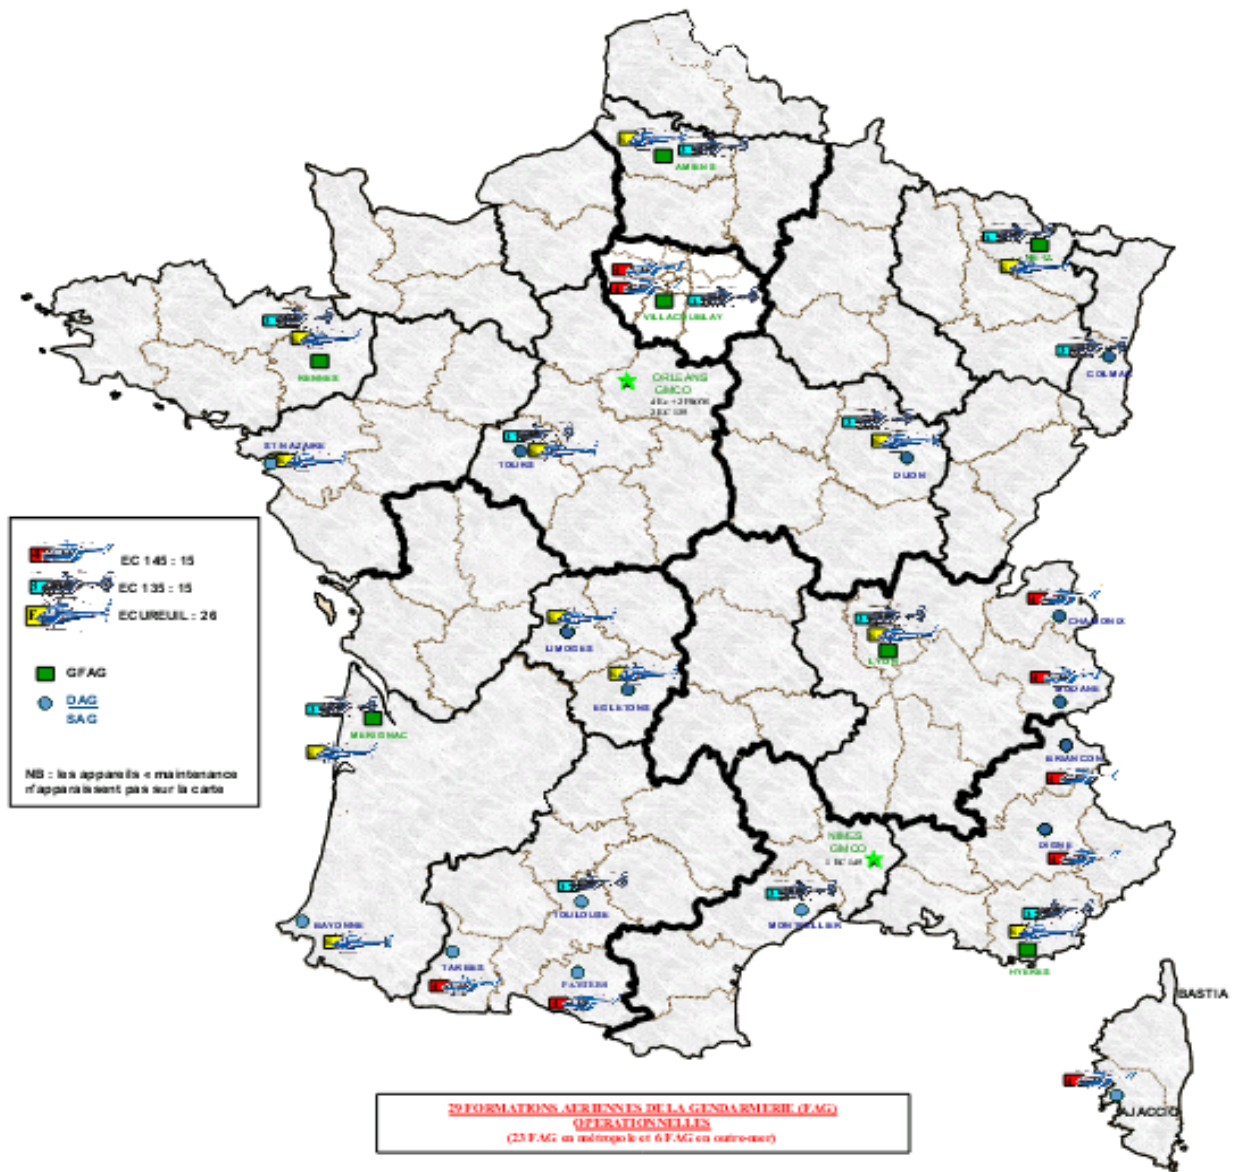 AMIENS
METZ
VILLACOUBLAY
COLMAR
RENNES
ORLEANS
GMCO
ST NAZAIRE
TOURS
DIJON
EC 145 : 15
EC 135 : 15
ECUREUIL : 26
GFAG
DAG
SAG
NB : les appareils « maintenance
n'apparaissent pas sur la carte
CHAMONIX
LIMOGES
LYON
MODANE
EGLETONS
MERIGNAC
BRIANCON
NIMES
GMCO
DIGNE
TOULOUSE
MONTPELLIER
BAYONNE
TARBES
PAMIERS
HYERES
BASTIA
AJACCIO
29 FORMATIONS AERIENNES DE LA GENDARMERIE (FAG)
OPERATIONNELLES
(23 FAG en métropole et 6 FAG en outre-mer)